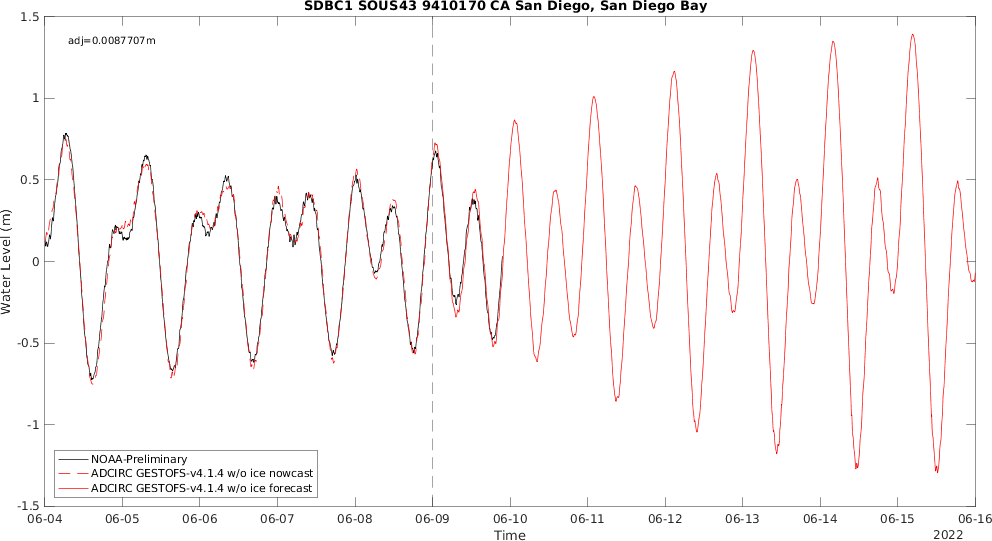 SDBC1 SOUS43 9410170 CA San Diego, San Diego Bay
1.5
adj=0.0087707m
1
0.5
0
-0.5
-1
-1.5
Water Level (m)
NOAA-Preliminary
ADCIRC GESTOFS-v4.1.4 w/o ice nowcast
ADCIRC GESTOFS-v4.1.4 w/o ice forecast
06-04 06-05 06-06 06-07 06-08 06-09 06-10 06-11 06-12 06-13 06-14 06-15 06-16
Time
2022